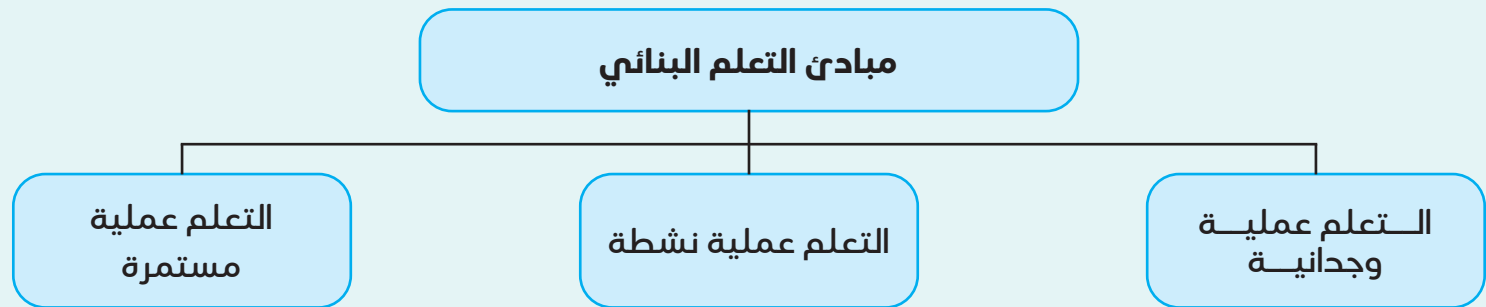 مبادئ التعلم البنائي
الـــتعلم عمليـــة
وجدانيـــة
التعلم عملية نشطة
التعلم عملية
مستمرة